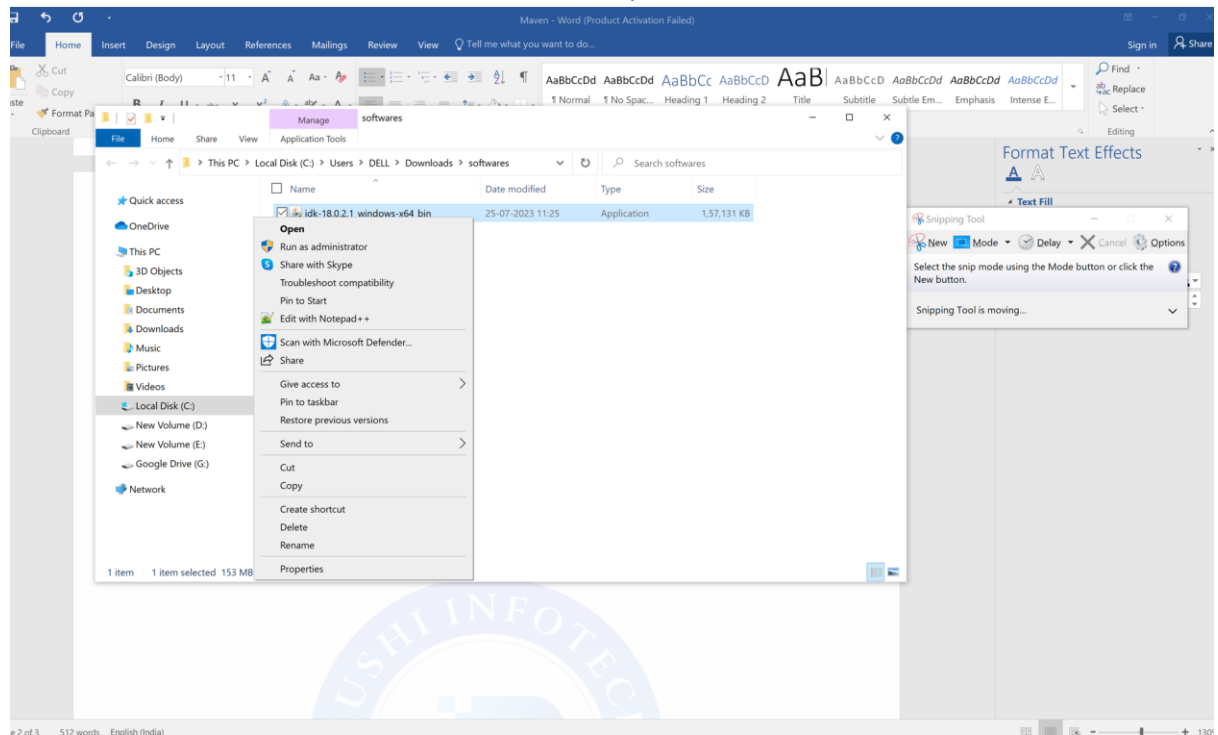 Maven - Word (Product Activation Failed)
File Home Insert Design Layout References Mailings Review View Tell me what you want to do...
Sign in Share
Cut
Copy
Format Pa
Clipboard
Calibri (Body) 11 A A Aa
AaBbCcDd AaBbCcDd AaBbCc AaBbCcD AaB AaBbCcD AaBbCcDd AaBbCcDd AaBbCcDd
¶ Normal ¶ No Spac... Heading 1 Heading 2 Title Subtitle Subtle Em... Emphasis Intense E...
Find
Replace
Select
Editing
Manage softwares
File Home Share View Application Tools
This PC > Local Disk (C:) > Users > DELL > Downloads > softwares
Search softwares
Name Date modified Type Size
jdk-18.0.2.1_windows-x64_bin 25-07-2023 11:25 Application 1,57,131 KB
Quick access
OneDrive
This PC
3D Objects
Desktop
Documents
Downloads
Music
Pictures
Videos
Local Disk (C:)
New Volume (D:)
New Volume (E:)
Google Drive (G:)
Network
Open
Run as administrator
Share with Skype
Troubleshoot compatibility
Pin to Start
Edit with Notepad++
Scan with Microsoft Defender...
Share
Give access to
Pin to taskbar
Restore previous versions
Send to
Cut
Copy
Create shortcut
Delete
Rename
Properties
1 item 1 item selected 153 MB
Format Text Effects
Text Fill
Snipping Tool
New Mode Delay Cancel Options
Select the snip mode using the Mode button or click the
New button.
Snipping Tool is moving...
USHI INFOTEC
e 2 of 3 512 words English (India)